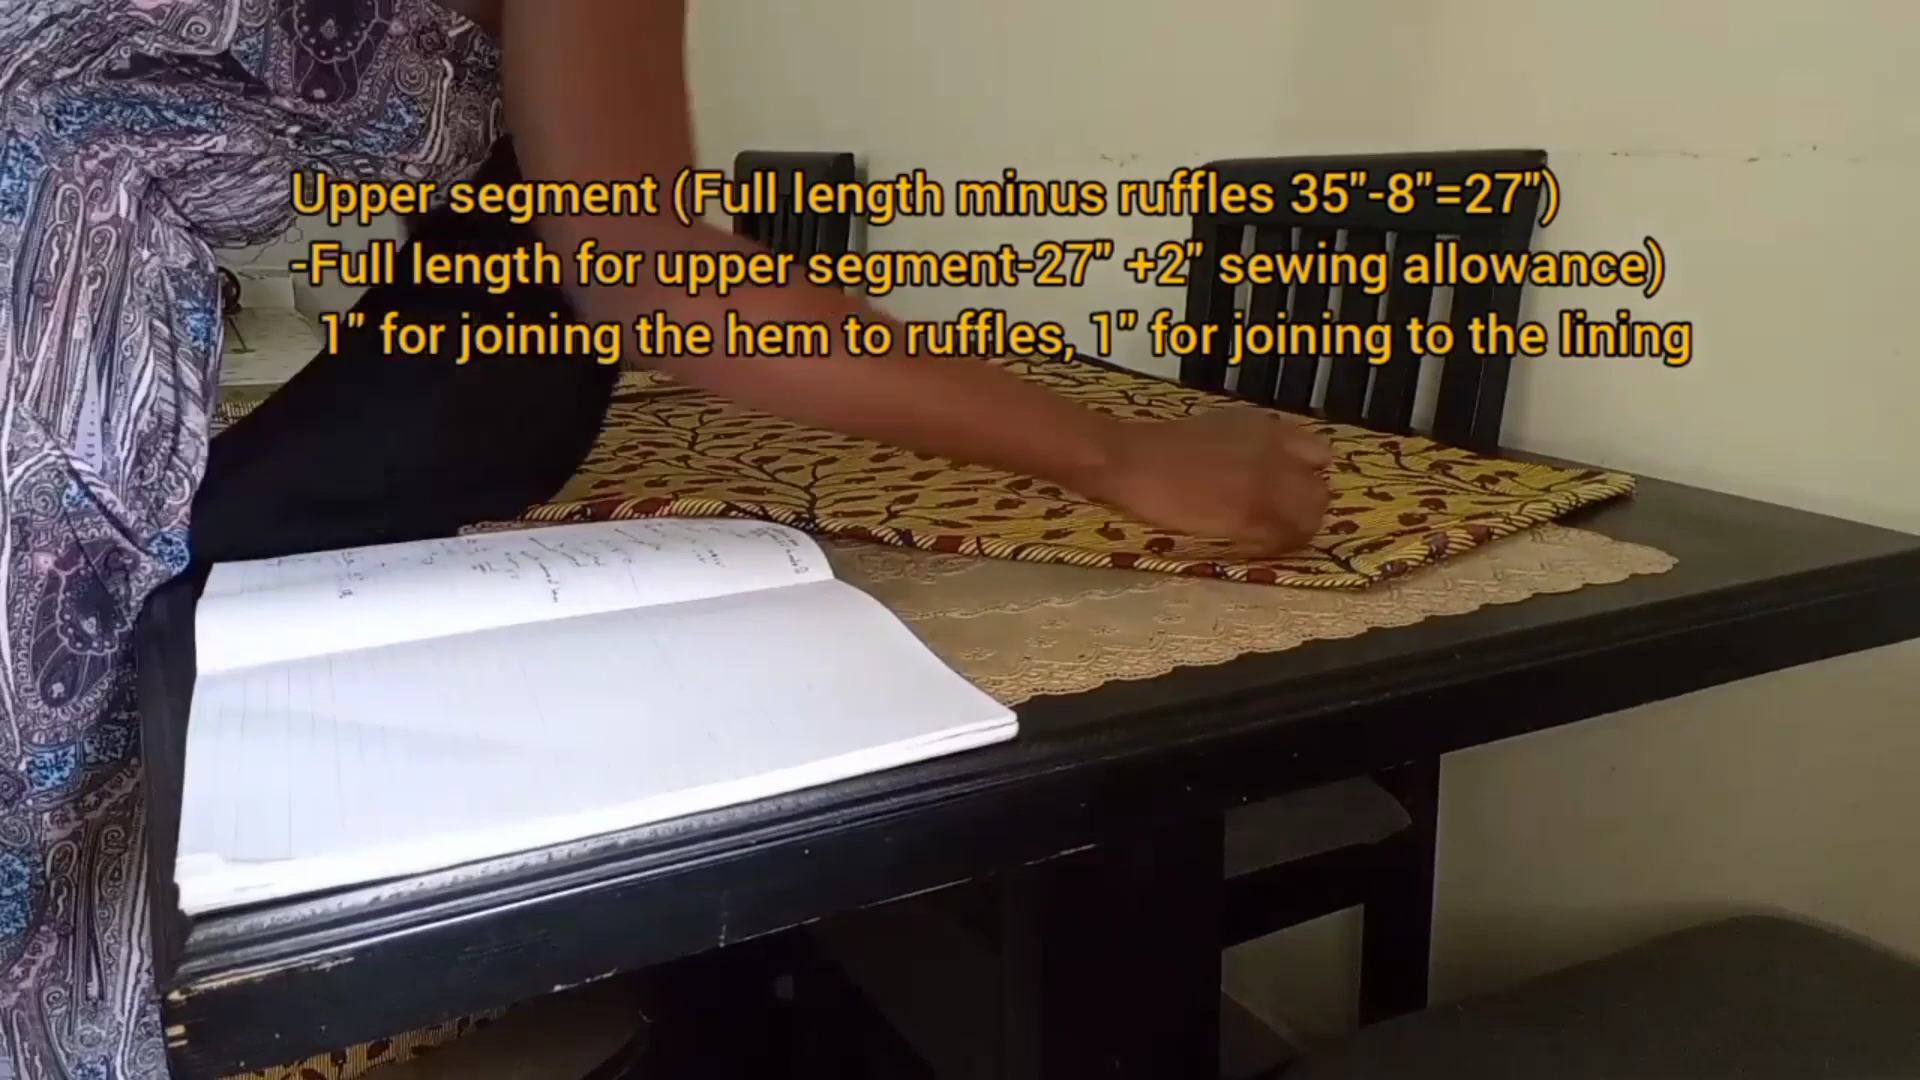 Upper segment (Full length minus ruffles 35"-8"=27")
-Full length for upper segment-27" +2" sewing allowance)
1" for joining the hem to ruffles, 1" for joining to the lining